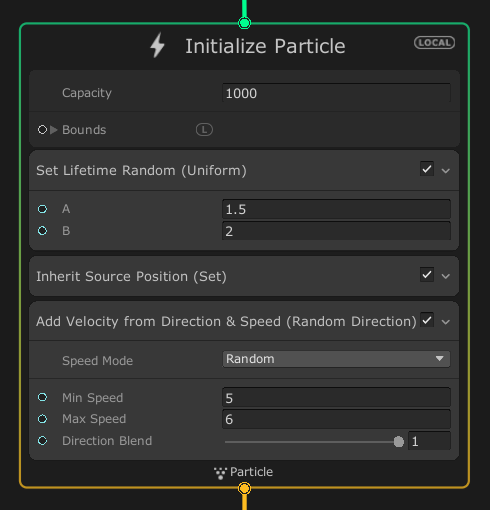 Initialize Particle LOCAL
Capacity 1000
Bounds L
Set Lifetime Random (Uniform)
A 1.5
B 2
Inherit Source Position (Set)
Add Velocity from Direction & Speed (Random Direction)
Speed Mode Random
Min Speed 5
Max Speed 6
Direction Blend 1
Particle